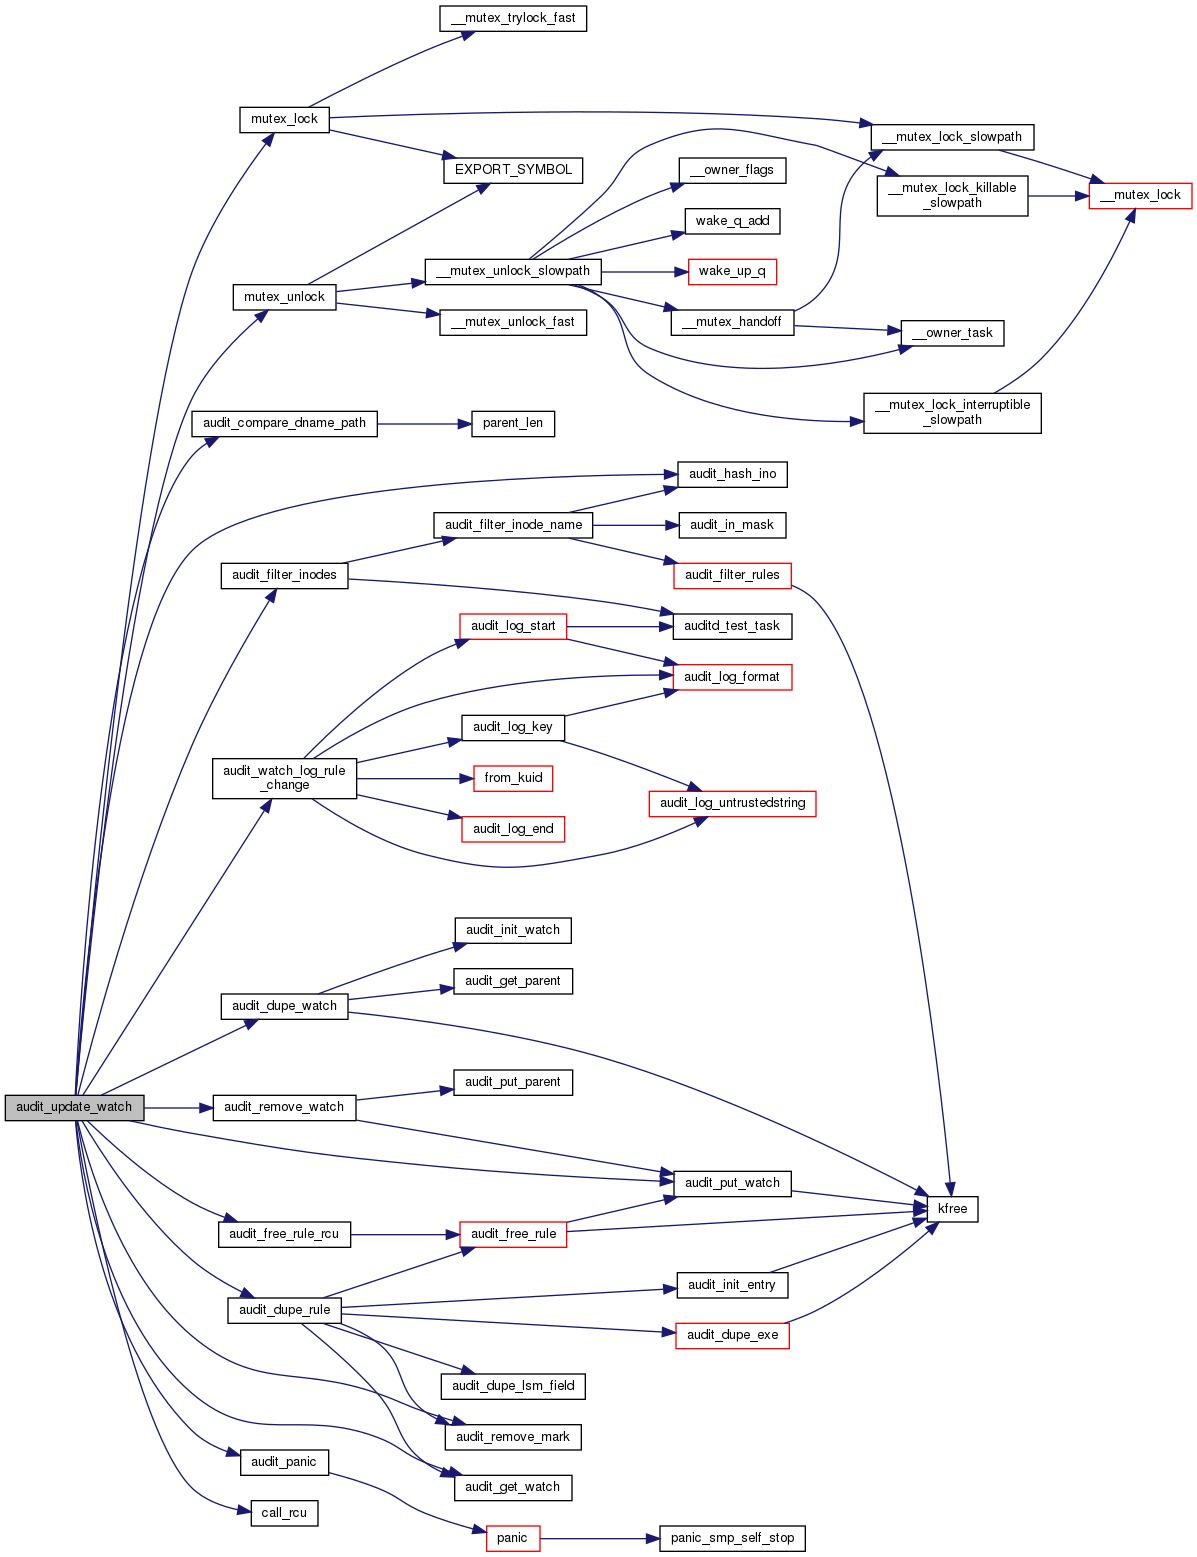 __mutex_trylock_fast
mutex_lock
__mutex_lock_slowpath
EXPORT_SYMBOL
__owner_flags
__mutex_lock_killable
_slowpath
__mutex_lock
wake_q_add
__mutex_unlock_slowpath
wake_up_q
mutex_unlock
__mutex_unlock_fast
__mutex_handoff
__owner_task
__mutex_lock_interruptible
_slowpath
audit_compare_dname_path
parent_len
audit_hash_ino
audit_filter_inode_name
audit_in_mask
audit_filter_inodes
audit_filter_rules
audit_log_start
auditd_test_task
audit_log_format
audit_log_key
audit_watch_log_rule
_change
from_kuid
audit_log_untrustedstring
audit_log_end
audit_init_watch
audit_get_parent
audit_dupe_watch
audit_put_parent
audit_update_watch
audit_remove_watch
audit_put_watch
kfree
audit_free_rule_rcu
audit_free_rule
audit_init_entry
audit_dupe_rule
audit_dupe_exe
audit_dupe_lsm_field
audit_remove_mark
audit_panic
audit_get_watch
call_rcu
panic
panic_smp_self_stop